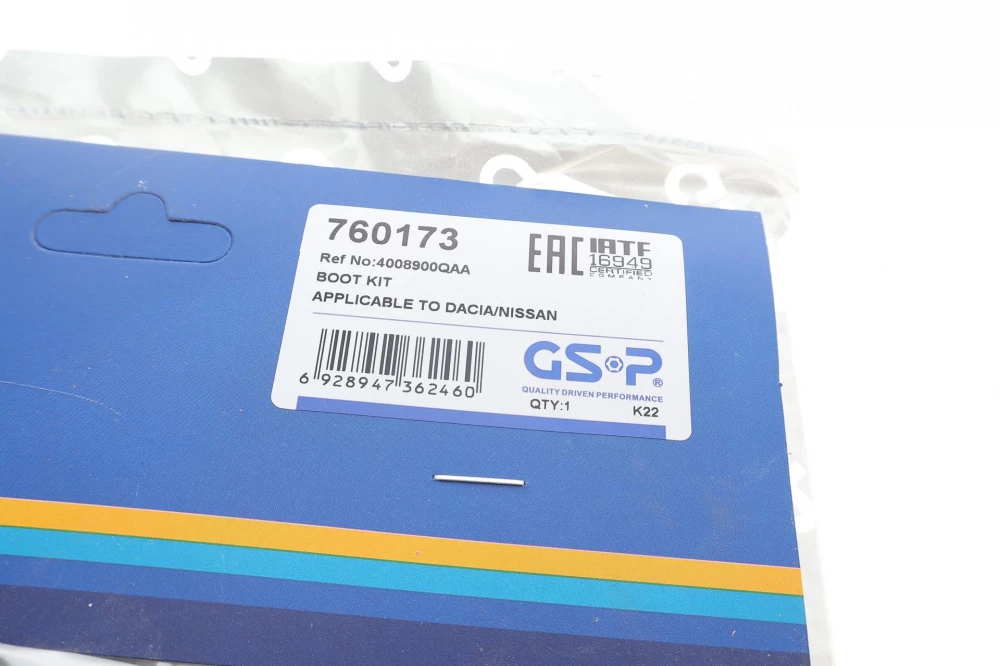 760173
Ref No:4008900QAA
BOOT KIT
APPLICABLE TO DACIA/NISSAN
EAC
IATF
16949
CERTIFIED
COMPANY
6 928947 362460
GSP®
QUALITY DRIVEN PERFORMANCE
QTY:1
K22